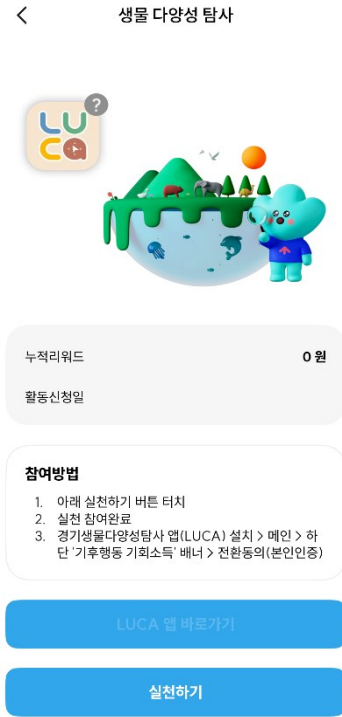 생물 다양성 탐사
?
LU
Ca
누적리워드 0 원
활동신청일
참여방법
1. 아래 실천하기 버튼 터치
2. 실천 참여완료
3. 경기생물다양성탐사 앱(LUCA) 설치 > 메인 > 하
단 '기후행동 기회소득' 배너 > 전환동의(본인인증)
LUCA 앱 바로가기
실천하기